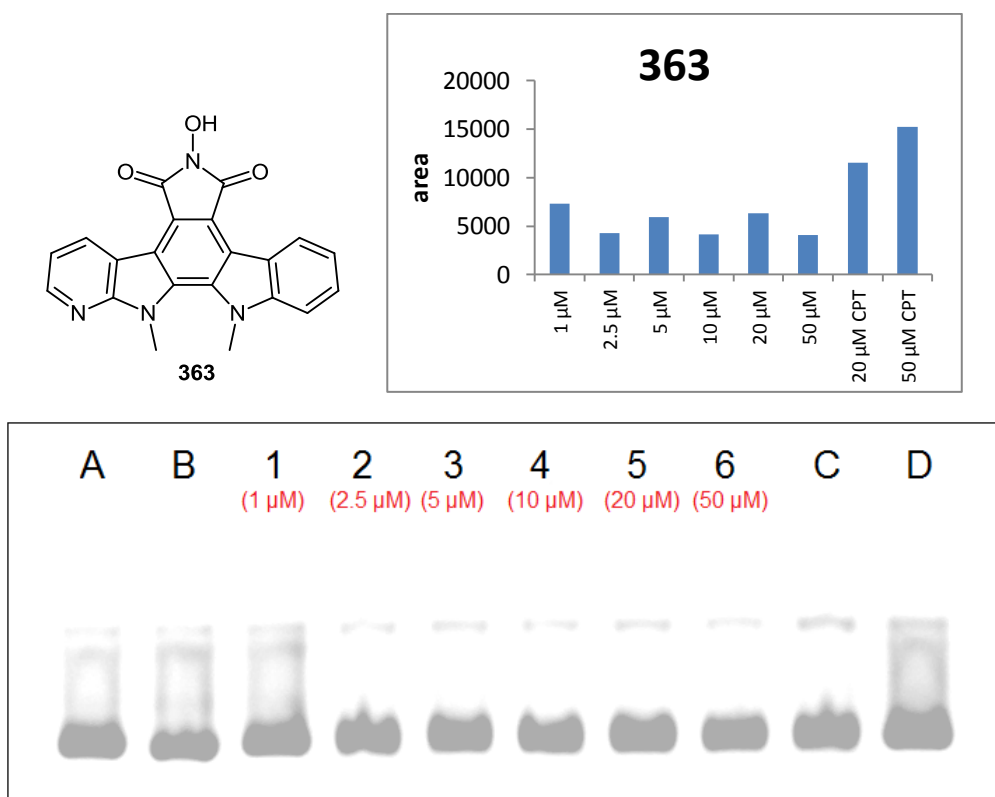 OH
N
O O
N N N
363
363
20000
15000
10000
5000
0
area
1 µM
2.5 µM
5 µM
10 µM
20 µM
50 µM
20 µM CPT
50 µM CPT
A B 1 2 3 4 5 6 C D
(1 µM) (2.5 µM) (5 µM) (10 µM) (20 µM) (50 µM)